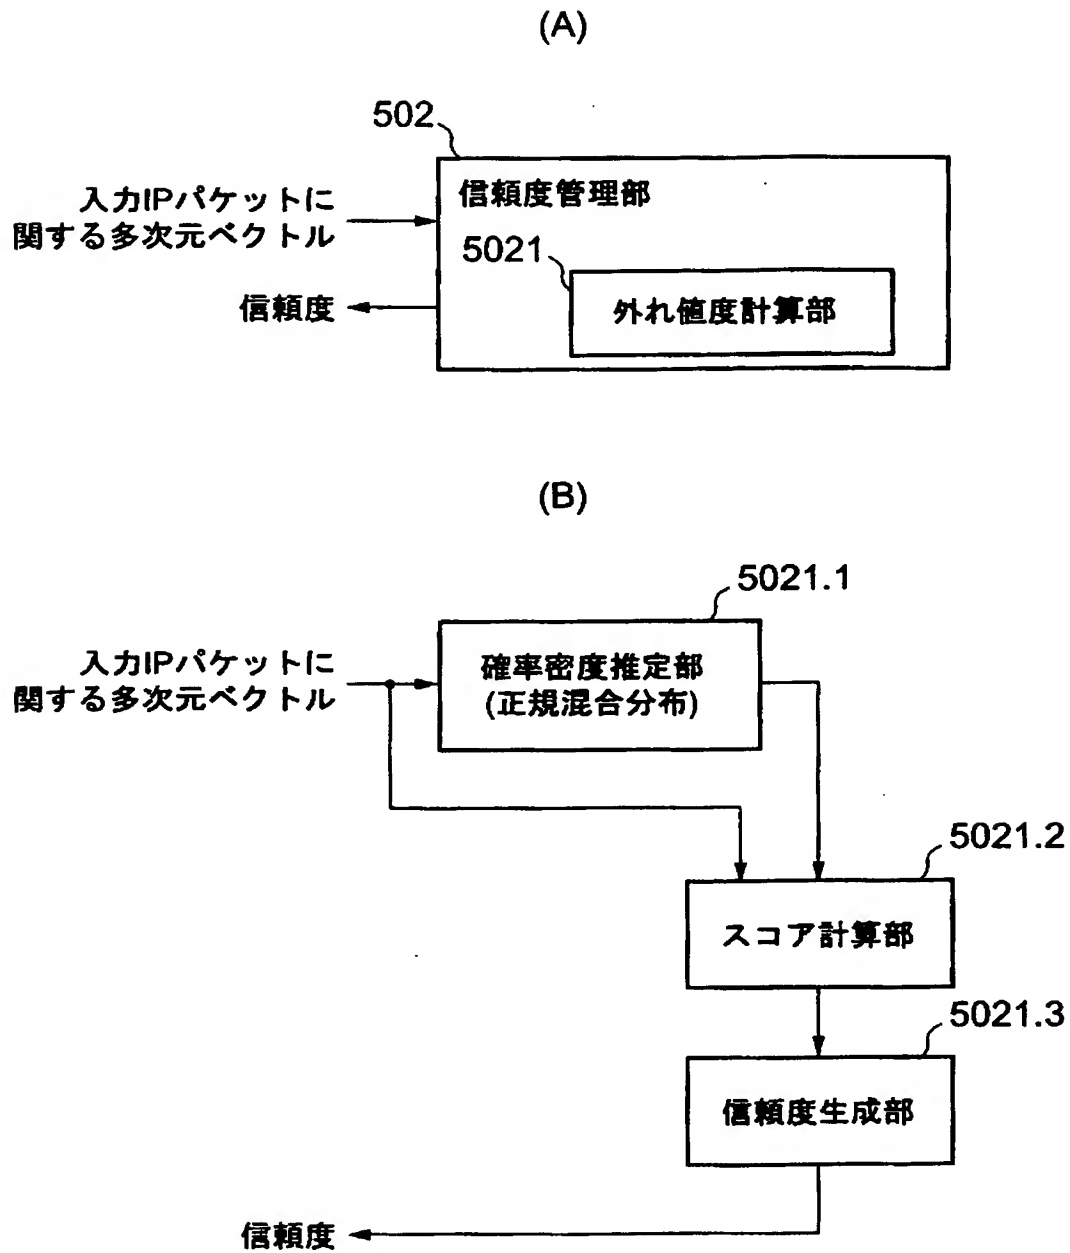 (A)
502
信頼度管理部
入力IPパケットに
関する多次元ベクトル
5021
外れ値度計算部
信頼度
(B)
5021.1
入力IPパケットに
関する多次元ベクトル
確率密度推定部
(正規混合分布)
5021.2
スコア計算部
5021.3
信頼度生成部
信頼度